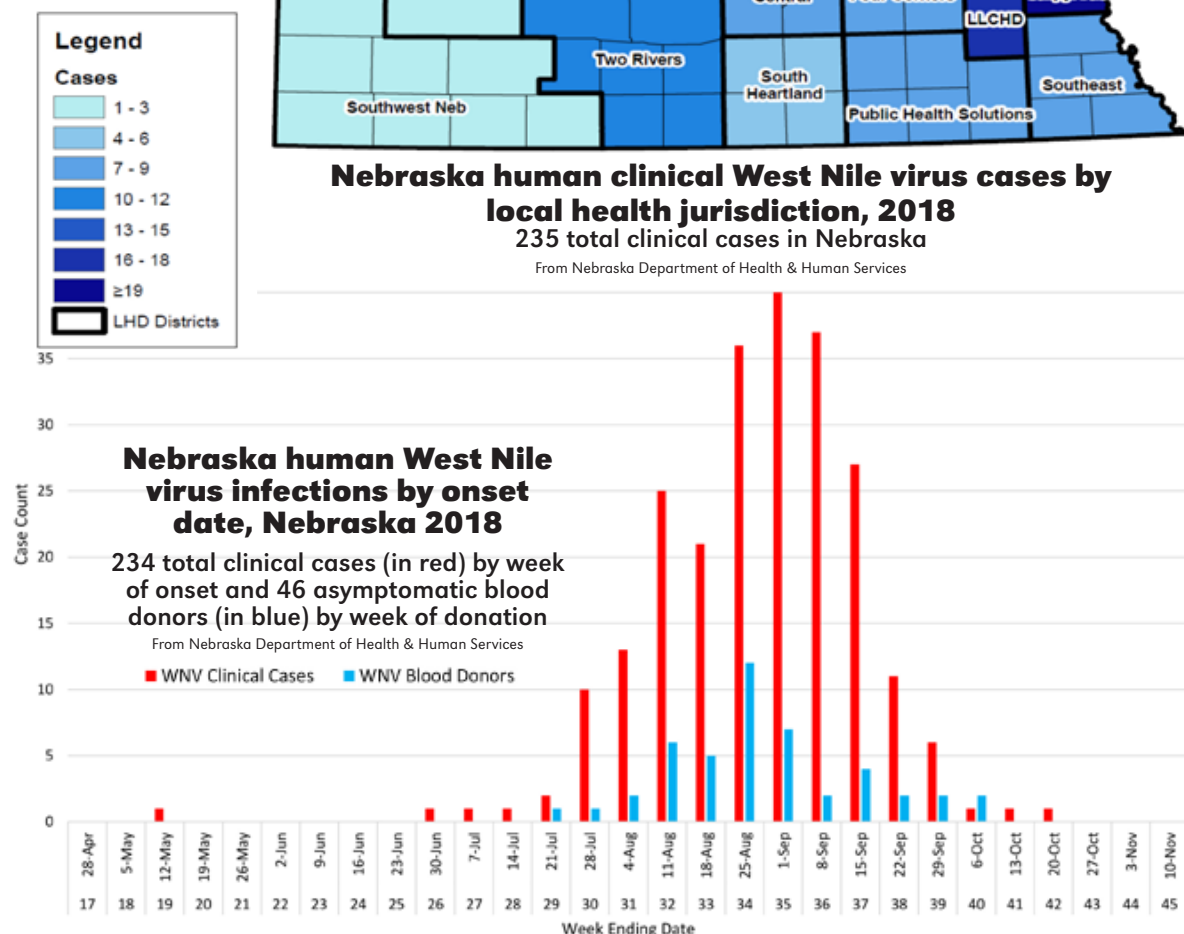 LLCHD
Two Rivers
South
Heartland
Southeast
Southwest Neb
Public Health Solutions
Legend
Cases
1 - 3
4 - 6
7 - 9
10 - 12
13 - 15
16 - 18
≥19
LHD Districts
Nebraska human clinical West Nile virus cases by
local health jurisdiction, 2018
235 total clinical cases in Nebraska
From Nebraska Department of Health & Human Services
35
30
25
20
15
10
5
0
Case Count
Nebraska human West Nile
virus infections by onset
date, Nebraska 2018
234 total clinical cases (in red) by week
of onset and 46 asymptomatic blood
donors (in blue) by week of donation
From Nebraska Department of Health & Human Services
WNV Clinical Cases WNV Blood Donors
28-Apr 5-May 12-May 19-May 26-May 2-Jun 9-Jun 16-Jun 23-Jun 30-Jun 7-Jul 14-Jul 21-Jul 28-Jul 4-Aug 11-Aug 18-Aug 25-Aug 1-Sep 8-Sep 15-Sep 22-Sep 29-Sep 6-Oct 13-Oct 20-Oct 27-Oct 3-Nov 10-Nov
17 18 19 20 21 22 23 24 25 26 27 28 29 30 31 32 33 34 35 36 37 38 39 40 41 42 43 44 45
Week Ending Date